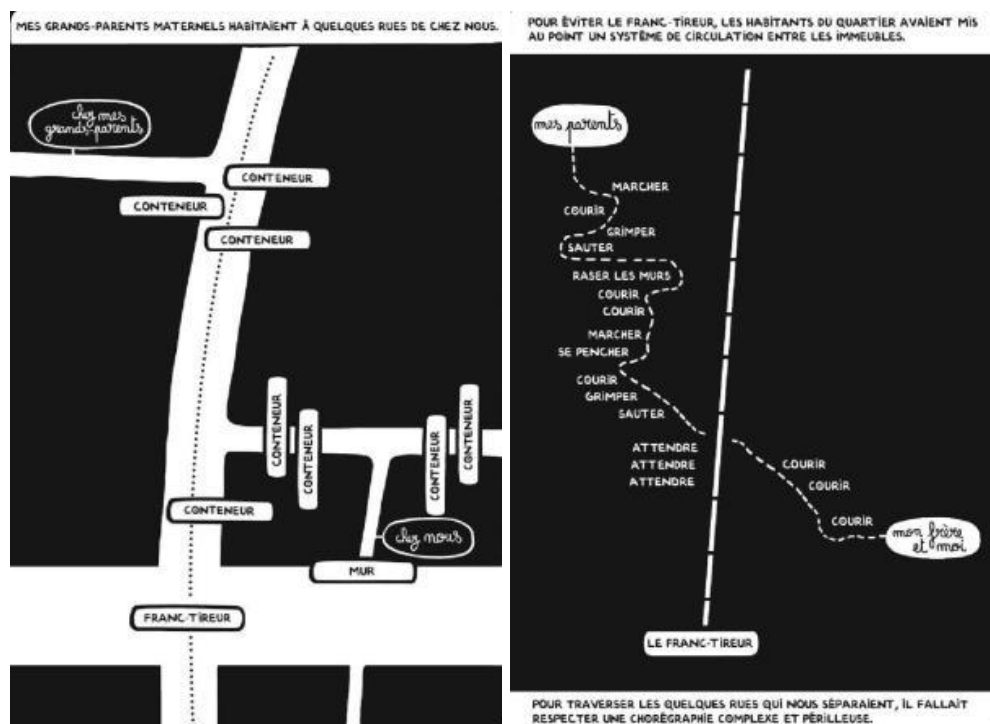 MES GRANDS-PARENTS MATERNELS HABITAIENT À QUELQUES RUES DE CHEZ NOUS.
chez mes
grands-parents
CONTENEUR
CONTENEUR
CONTENEUR
CONTENEUR
CONTENEUR
CONTENEUR
CONTENEUR
CONTENEUR
chez nous
MUR
FRANC-TIREUR
POUR ÉVITER LE FRANC-TIREUR, LES HABITANTS DU QUARTIER AVAIENT MIS
AU POINT UN SYSTÈME DE CIRCULATION ENTRE LES IMMEUBLES.
mes parents
MARCHER
COURIR
GRIMPER
SAUTER
RASER LES MURS
COURIR
COURIR
MARCHER
SE PENCHER
COURIR
GRIMPER
SAUTER
ATTENDRE
ATTENDRE
ATTENDRE
COURIR
COURIR
COURIR
mon frère
et moi
LE FRANC-TIREUR
POUR TRAVERSER LES QUELQUES RUES QUI NOUS SÉPARAIENT, IL FALLAIT
RESPECTER UNE CHORÉGRAPHIE COMPLEXE ET PÉRILLEUSE.